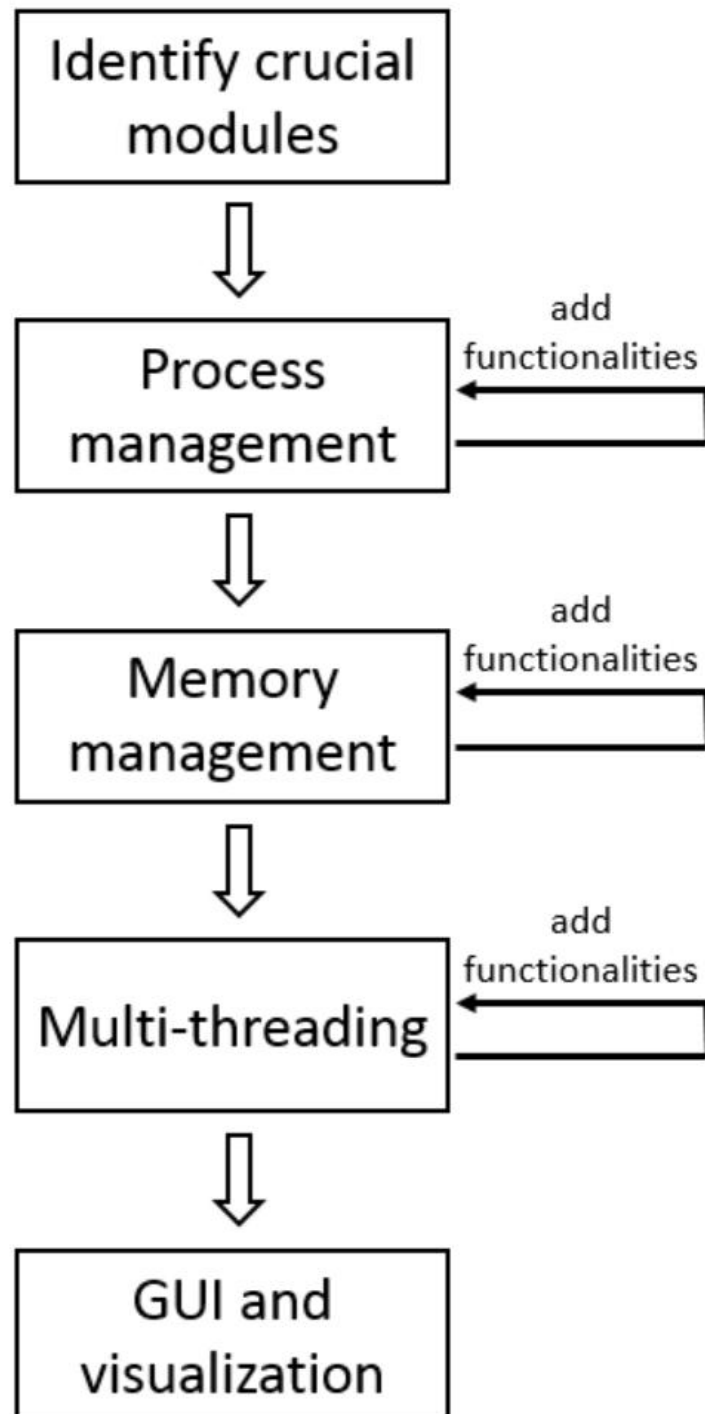 Identify crucial
modules
add
functionalities
Process
management
add
functionalities
Memory
management
add
functionalities
Multi-threading
GUI and
visualization